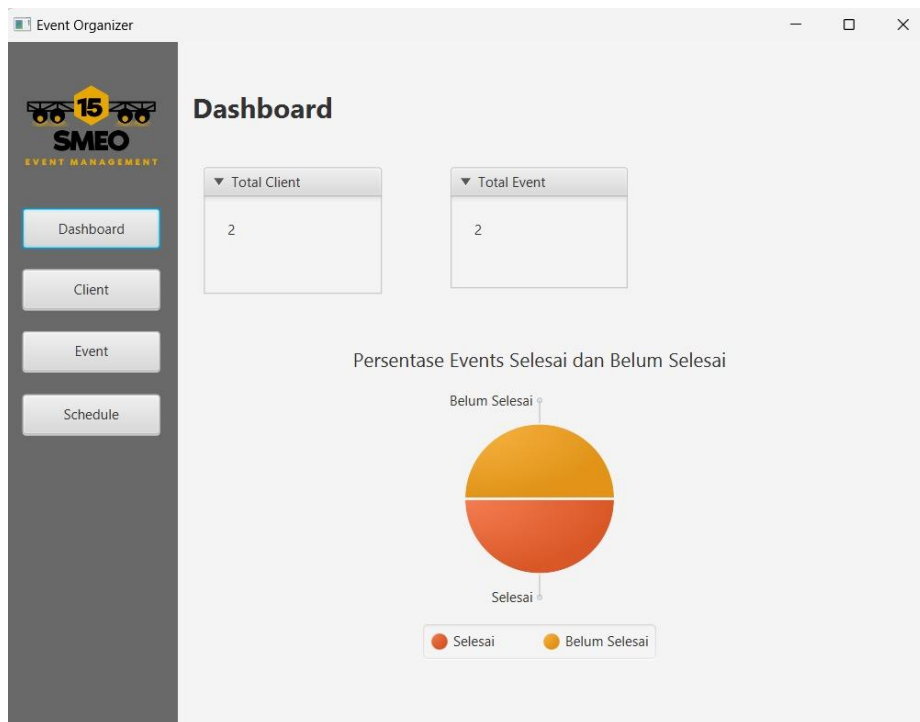 Event Organizer
15
SMEO
EVENT MANAGEMENT
Dashboard
Client
Event
Schedule
Dashboard
Total Client
2
Total Event
2
Persentase Events Selesai dan Belum Selesai
Belum Selesai
Selesai
Selesai
Belum Selesai